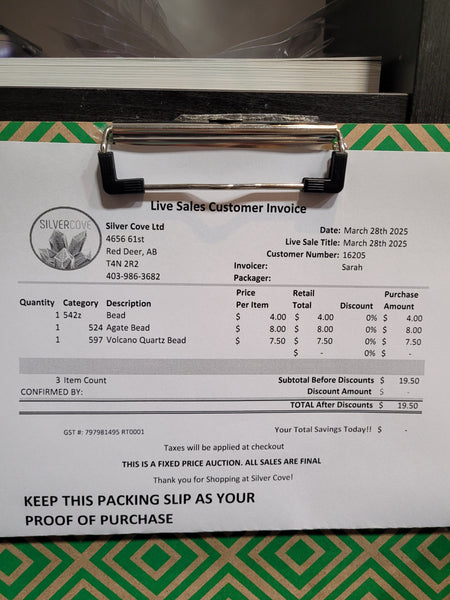 Live Sales Customer Invoice
SILVERCOVE
Silver Cove Ltd
4656 61st
Red Deer, AB
T4N 2R2
403-986-3682
Date: March 28th 2025
Live Sale Title: March 28th 2025
Customer Number: 16205
Invoicer: Sarah
Packager:
Quantity Category Description Price Per Item Retail Total Discount Purchase Amount
1 542z Bead $ 4.00 $ 4.00 0% $ 4.00
1 524 Agate Bead $ 8.00 $ 8.00 0% $ 8.00
1 597 Volcano Quartz Bead $ 7.50 $ 7.50 0% $ 7.50
$ - 0% $ -
3 Item Count Subtotal Before Discounts $ 19.50
CONFIRMED BY: Discount Amount $ -
TOTAL After Discounts $ 19.50
GST #: 797981495 RT0001 Your Total Savings Today!! $ -
Taxes will be applied at checkout
THIS IS A FIXED PRICE AUCTION. ALL SALES ARE FINAL
Thank you for Shopping at Silver Cove!
KEEP THIS PACKING SLIP AS YOUR
PROOF OF PURCHASE